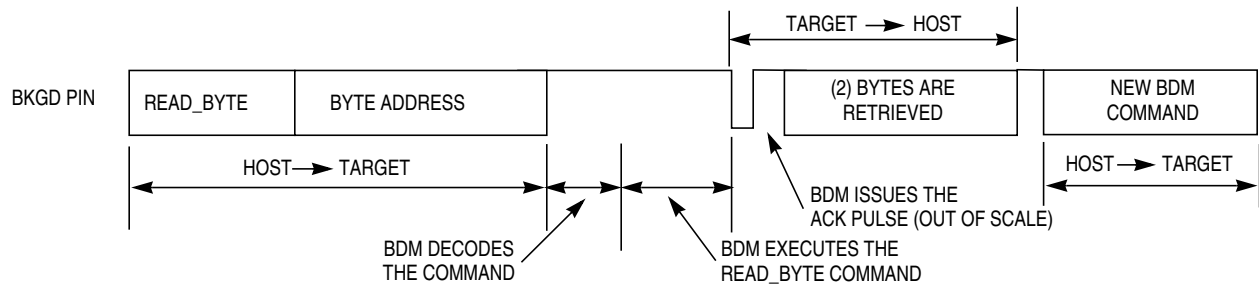 TARGET → HOST
BKGD PIN
READ_BYTE
BYTE ADDRESS
(2) BYTES ARE
RETRIEVED
NEW BDM
COMMAND
HOST → TARGET
HOST → TARGET
BDM ISSUES THE
ACK PULSE (OUT OF SCALE)
BDM DECODES
THE COMMAND
BDM EXECUTES THE
READ_BYTE COMMAND